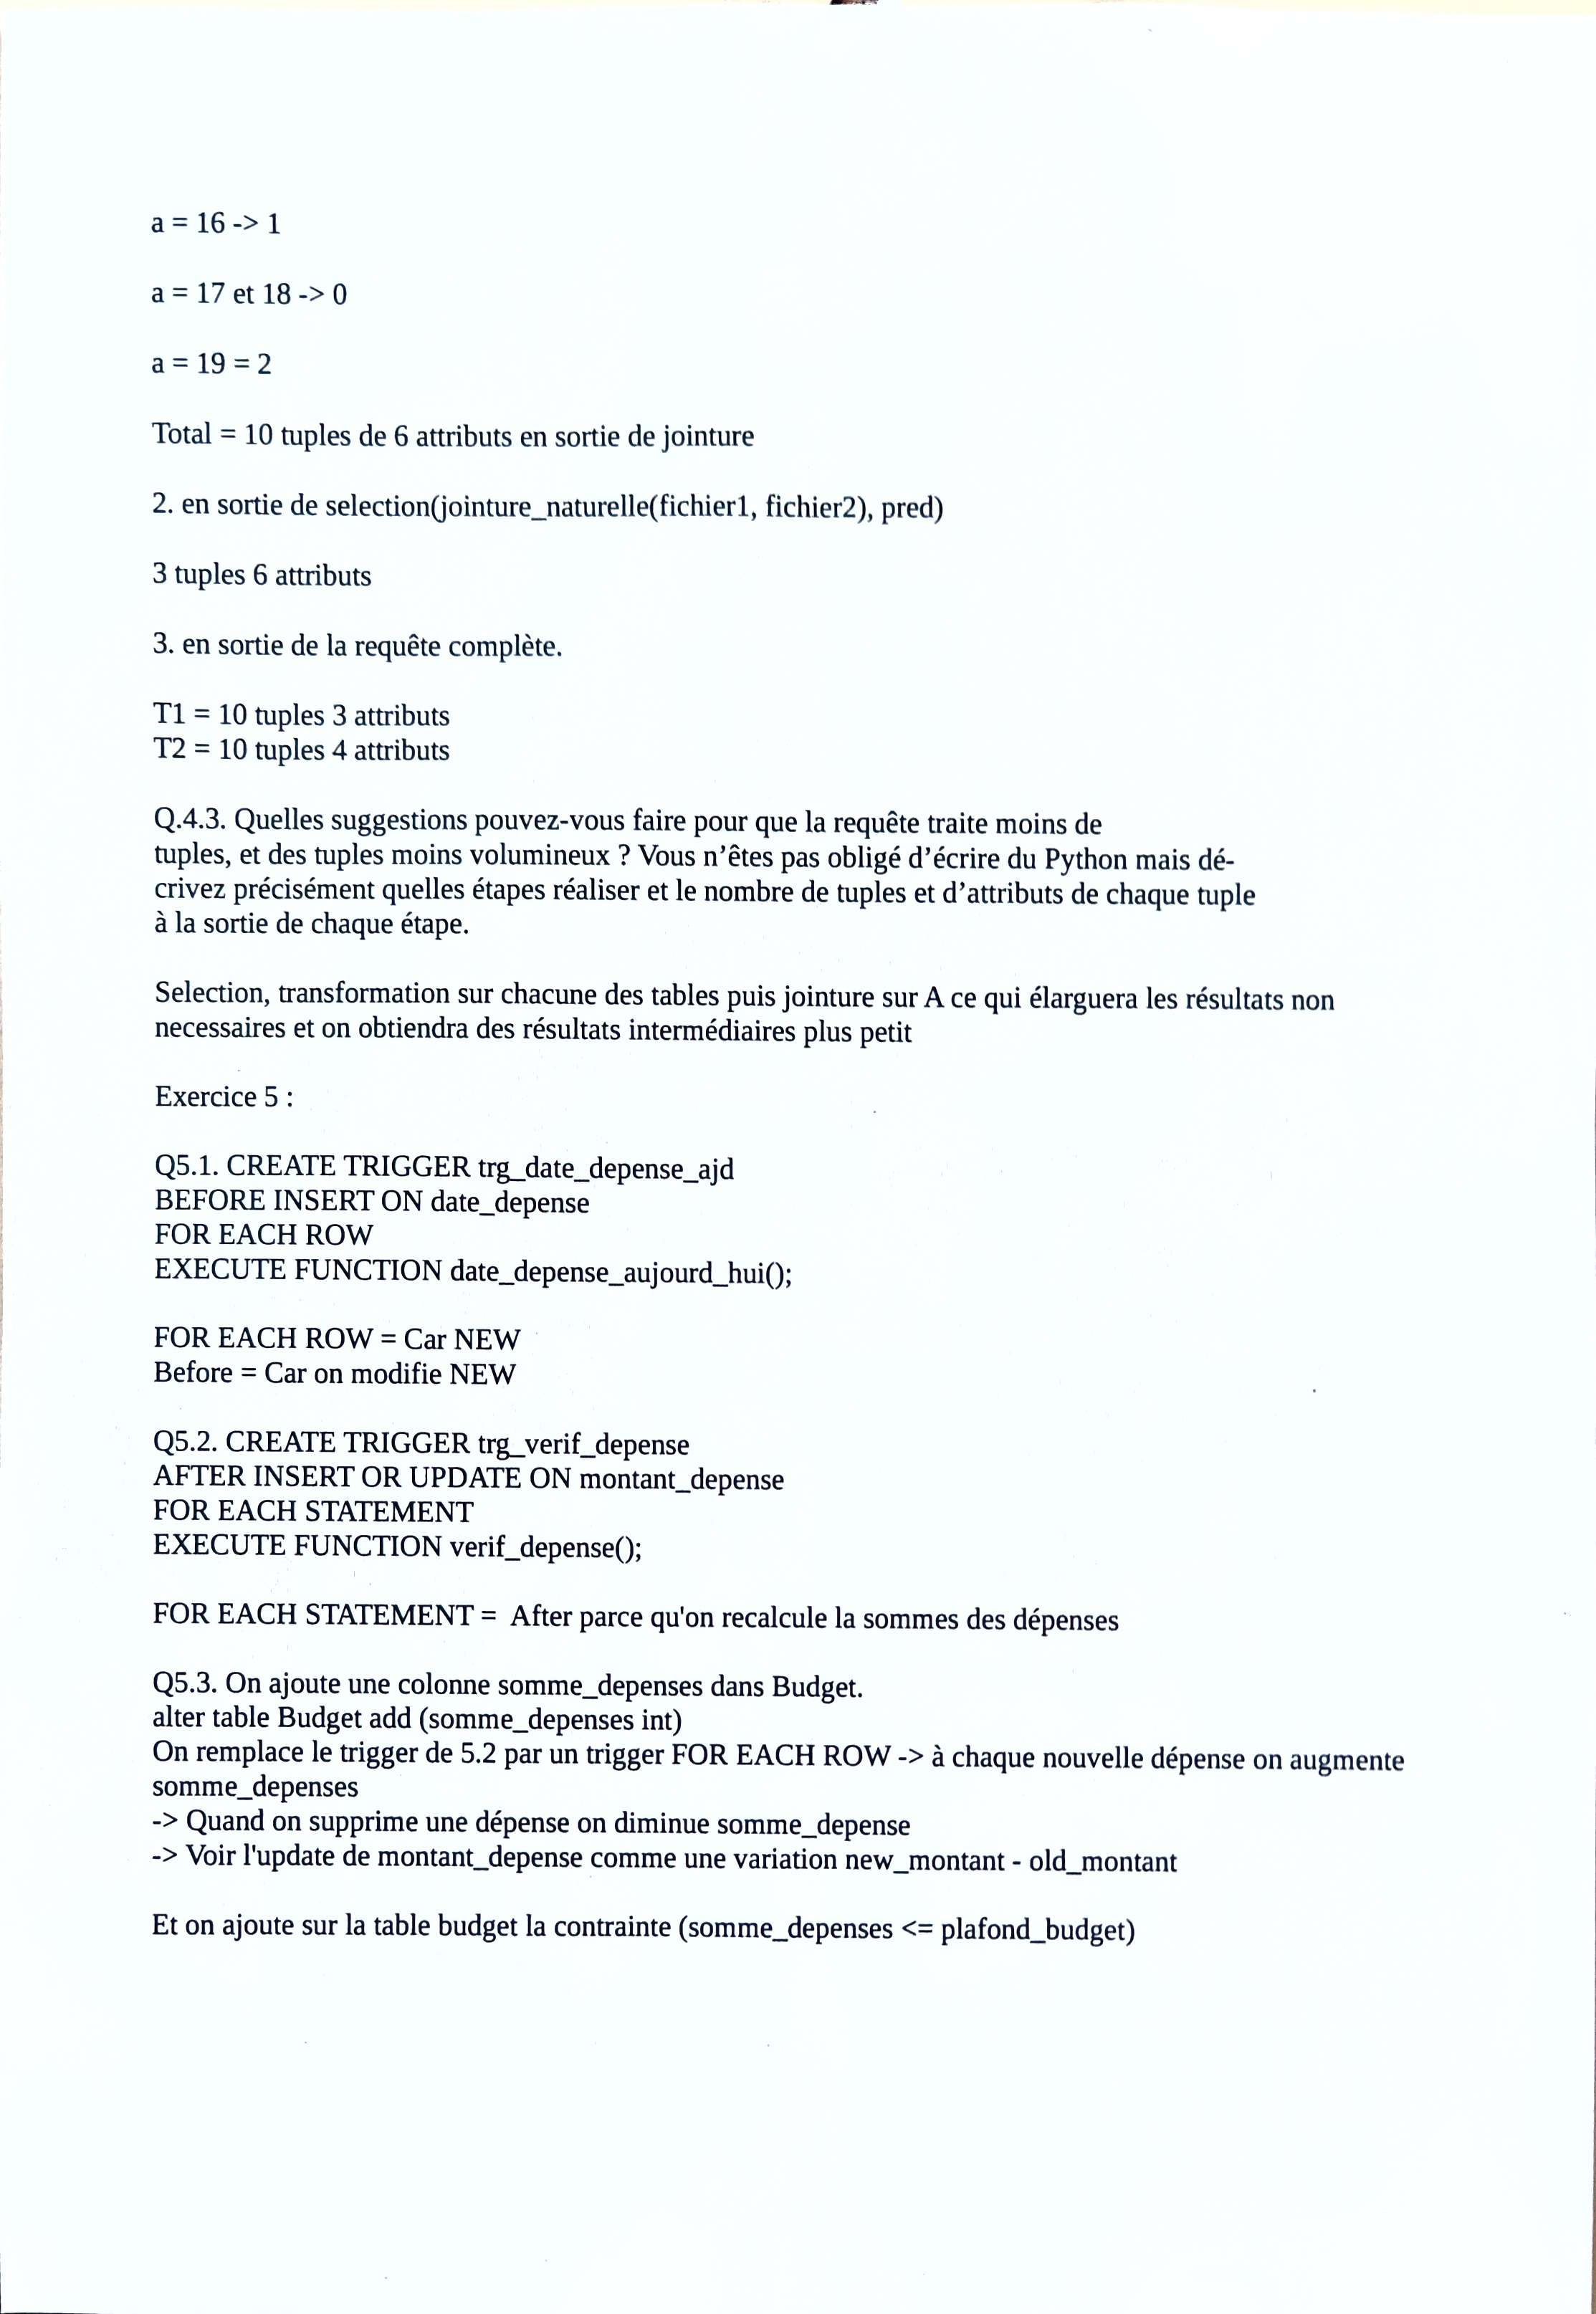 a = 16 -> 1
a = 17 et 18 -> 0
a = 19 = 2
Total = 10 tuples de 6 attributs en sortie de jointure
2. en sortie de selection(jointure_naturelle(fichier1, fichier2), pred)
3 tuples 6 attributs
3. en sortie de la requête complète.
T1 = 10 tuples 3 attributs
T2 = 10 tuples 4 attributs
Q.4.3. Quelles suggestions pouvez-vous faire pour que la requête traite moins de
tuples, et des tuples moins volumineux ? Vous n’êtes pas obligé d’écrire du Python mais dé-
crivez précisément quelles étapes réaliser et le nombre de tuples et d’attributs de chaque tuple
à la sortie de chaque étape.
Selection, transformation sur chacune des tables puis jointure sur A ce qui élarguera les résultats non
necessaires et on obtiendra des résultats intermédiaires plus petit
Exercice 5 :
Q5.1. CREATE TRIGGER trg_date_depense_ajd
BEFORE INSERT ON date_depense
FOR EACH ROW
EXECUTE FUNCTION date_depense_aujourd_hui();
FOR EACH ROW = Car NEW
Before = Car on modifie NEW
Q5.2. CREATE TRIGGER trg_verif_depense
AFTER INSERT OR UPDATE ON montant_depense
FOR EACH STATEMENT
EXECUTE FUNCTION verif_depense();
FOR EACH STATEMENT =  After parce qu'on recalcule la sommes des dépenses
Q5.3. On ajoute une colonne somme_depenses dans Budget.
alter table Budget add (somme_depenses int)
On remplace le trigger de 5.2 par un trigger FOR EACH ROW -> à chaque nouvelle dépense on augmente
somme_depenses
-> Quand on supprime une dépense on diminue somme_depense
-> Voir l'update de montant_depense comme une variation new_montant - old_montant
Et on ajoute sur la table budget la contrainte (somme_depenses <= plafond_budget)